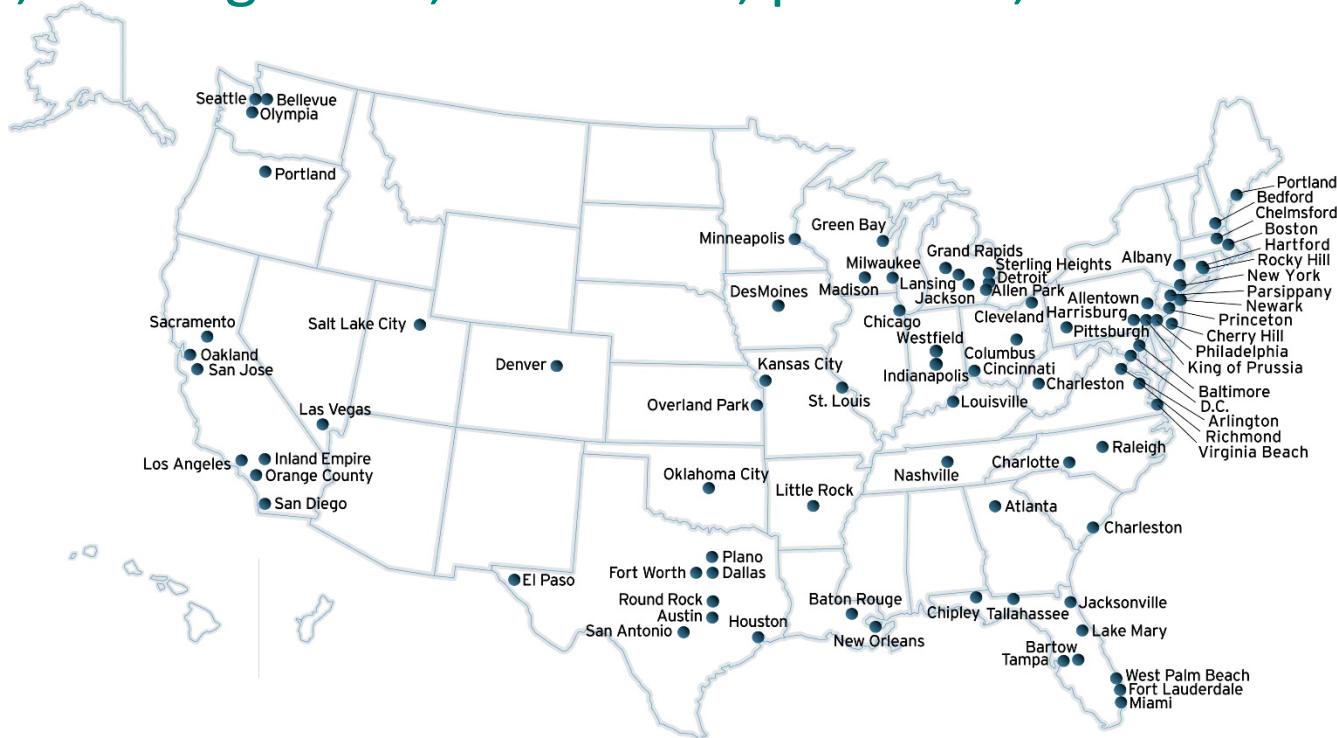 Seattle
Bellevue
Olympia
Portland
Sacramento
Oakland
San Jose
Las Vegas
Los Angeles
Inland Empire
Orange County
San Diego
Salt Lake City
Denver
Minneapolis
DesMoines
Kansas City
Overland Park
St. Louis
Oklahoma City
Little Rock
El Paso
Plano
Fort Worth
Dallas
Round Rock
Austin
San Antonio
Houston
Baton Rouge
New Orleans
Green Bay
Milwaukee
Madison
Chicago
Grand Rapids
Lansing
Jackson
Sterling Heights
Detroit
Allen Park
Cleveland
Westfield
Indianapolis
Columbus
Cincinnati
Louisville
Charleston
Nashville
Charlotte
Raleigh
Atlanta
Charleston
Chipley
Tallahassee
Jacksonville
Lake Mary
Bartow
Tampa
West Palm Beach
Fort Lauderdale
Miami
Albany
Allentown
Harrisburg
Pittsburgh
Portland
Bedford
Chelmsford
Boston
Hartford
Rocky Hill
New York
Parsippany
Newark
Princeton
Cherry Hill
Philadelphia
King of Prussia
Baltimore
D.C.
Arlington
Richmond
Virginia Beach